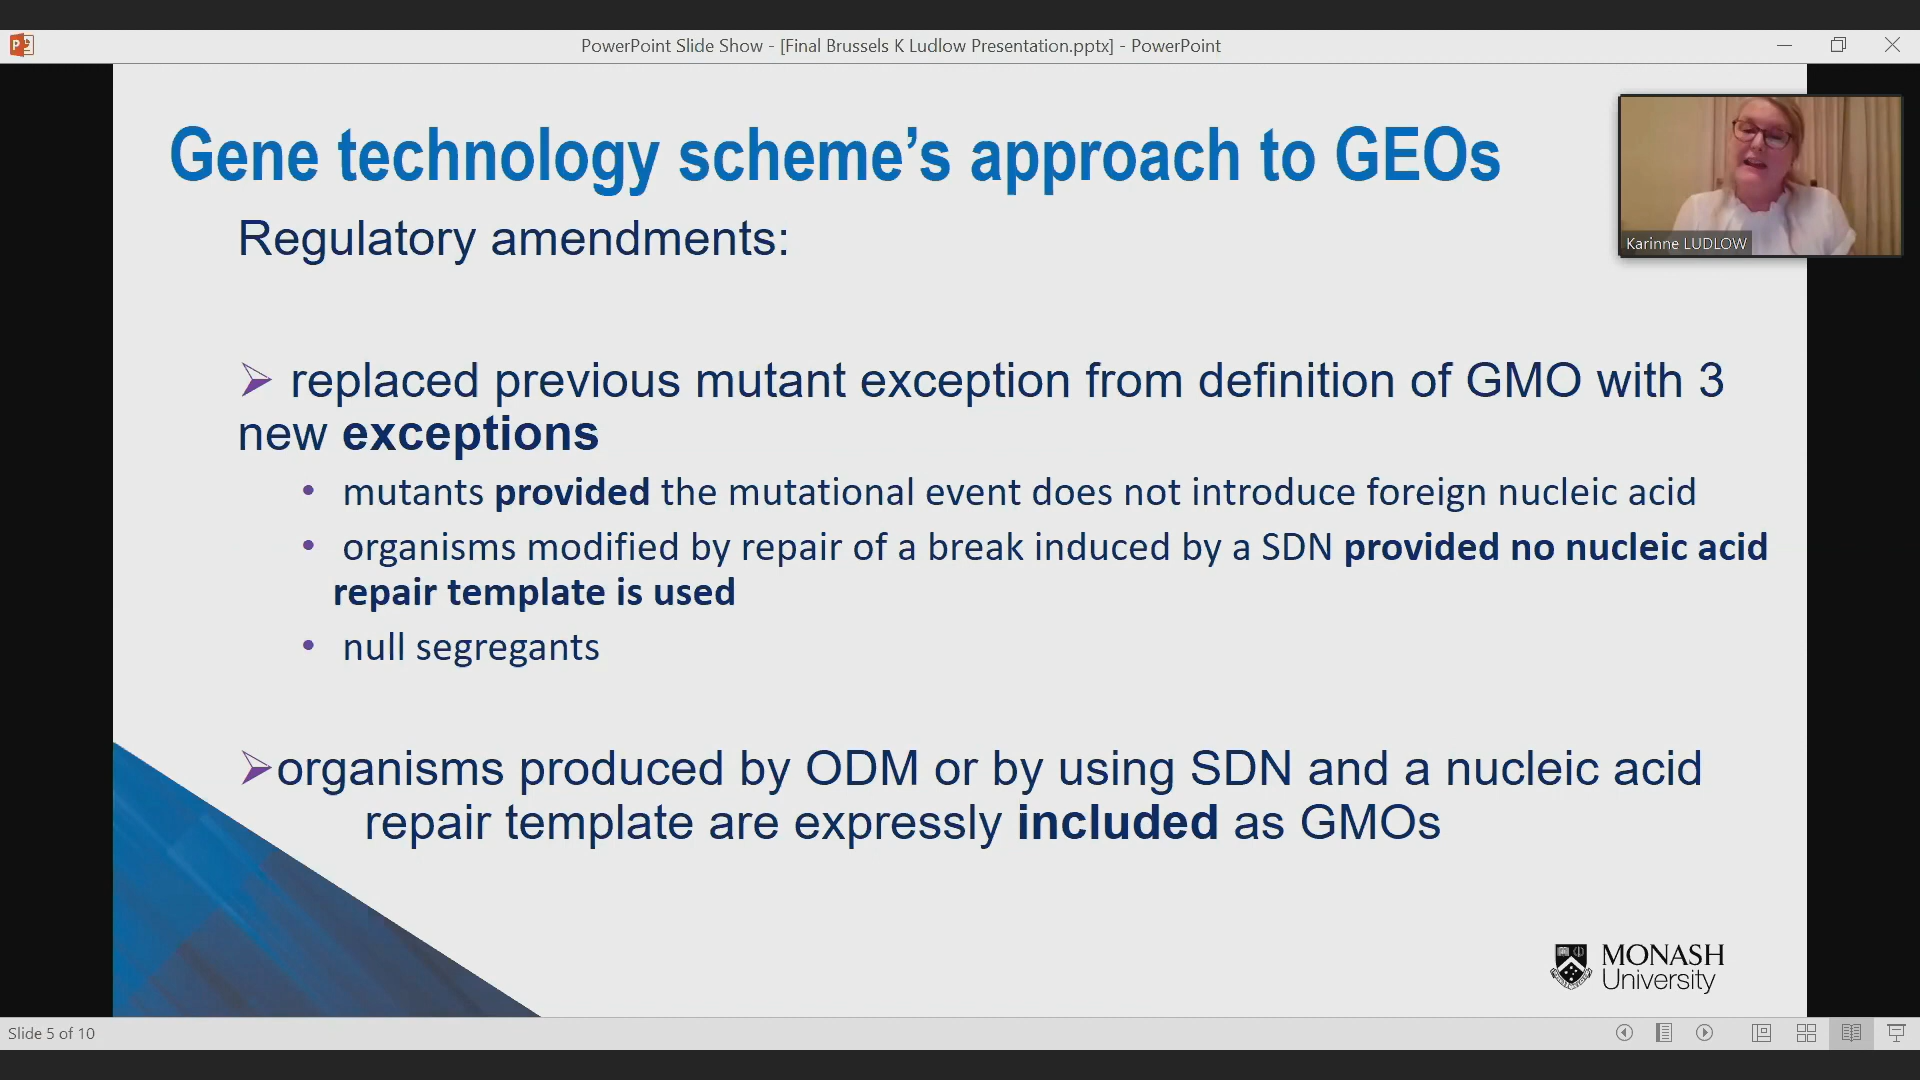 PowerPoint Slide Show - [Final Brussels K Ludlow Presentation.pptx] - PowerPoint
Gene technology scheme’s approach to GEOs
Karinne LUDLOW
Regulatory amendments:
➢ replaced previous mutant exception from definition of GMO with 3
new exceptions
• mutants provided the mutational event does not introduce foreign nucleic acid
• organisms modified by repair of a break induced by a SDN provided no nucleic acid
repair template is used
• null segregants
➢organisms produced by ODM or by using SDN and a nucleic acid
repair template are expressly included as GMOs
MONASH
University
Slide 5 of 10